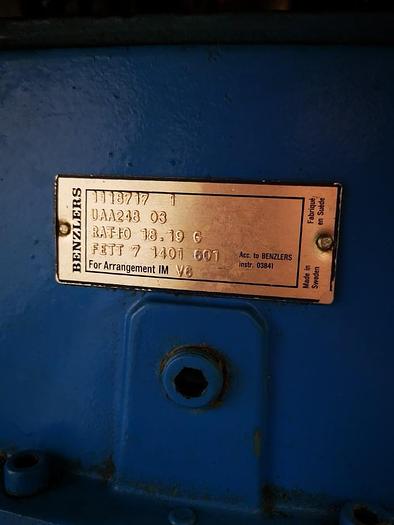 BENZLERS
1118717 1
UAA248 03
RATIO 18.19 G
FETT 7 1401 601
Acc. to BENZLERS
instr. 03841
For Arrangement IM V6
Fabriqué
en Suède
Made in
Sweden